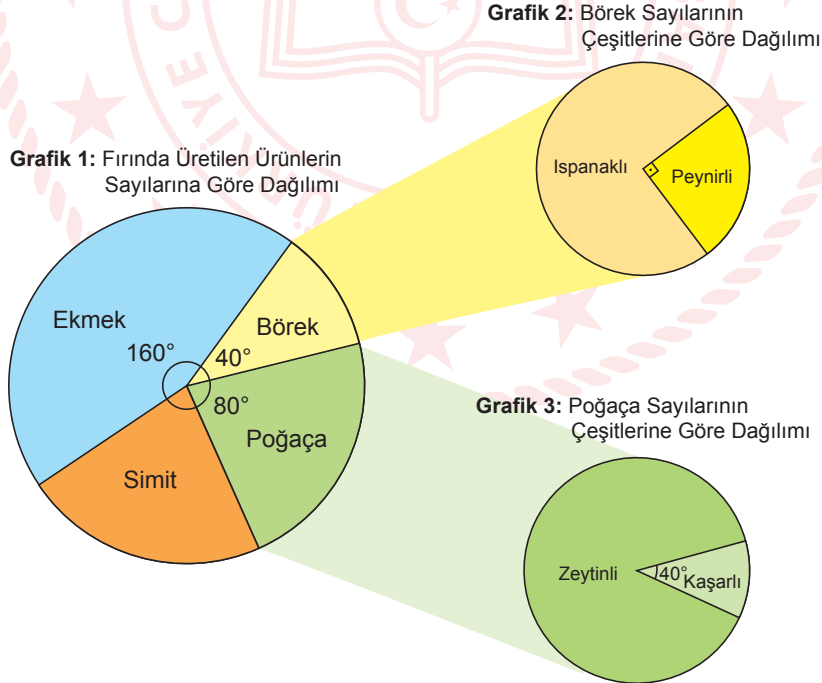 Grafik 2: Börek Sayılarının
Çeşitlerine Göre Dağılımı
Ispanaklı
Peynirli
Grafik 1: Fırında Üretilen Ürünlerin
Sayılarına Göre Dağılımı
Ekmek
160°
Börek
40°
80°
Poğaça
Simit
Grafik 3: Poğaça Sayılarının
Çeşitlerine Göre Dağılımı
Zeytinli
40°
Kaşarlı